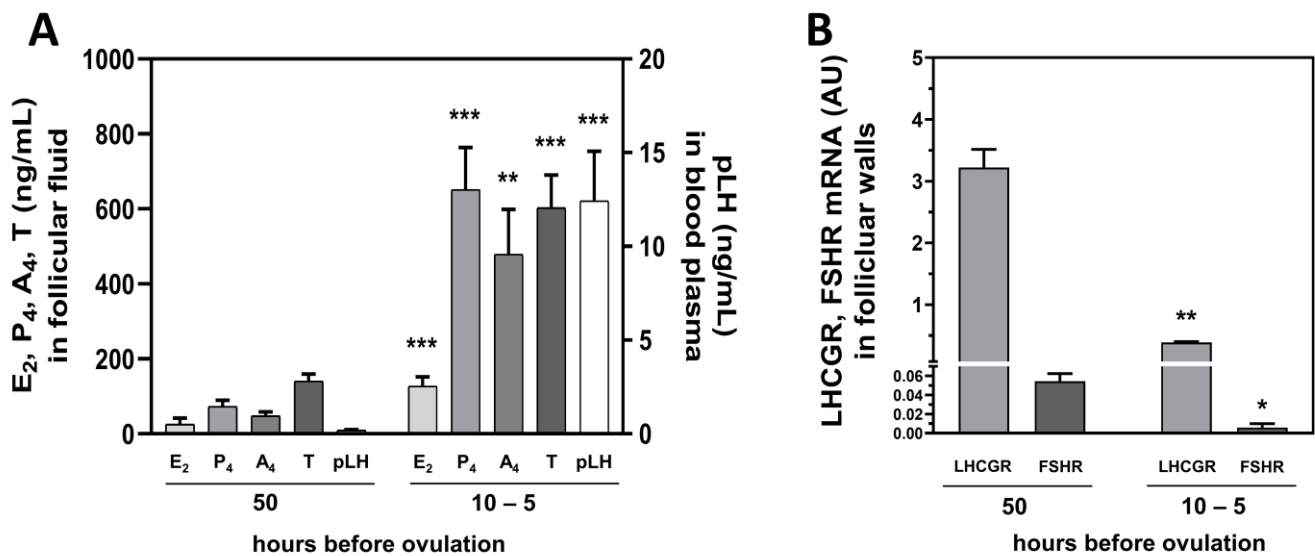 A
E₂, P₄, A₄, T (ng/mL)
in follicular fluid
1000
800
600
400
200
0
20
15
10
5
0
pLH (ng/mL)
in blood plasma
*** *** ** *** ***
E₂ P₄ A₄ T pLH E₂ P₄ A₄ T pLH
50 10 – 5
hours before ovulation
B
LHCGR, FSHR mRNA (AU)
in follicluar walls
5
4
3
2
1
0.06
0.04
0.02
0.00
**
*
LHCGR FSHR LHCGR FSHR
50 10 – 5
hours before ovulation